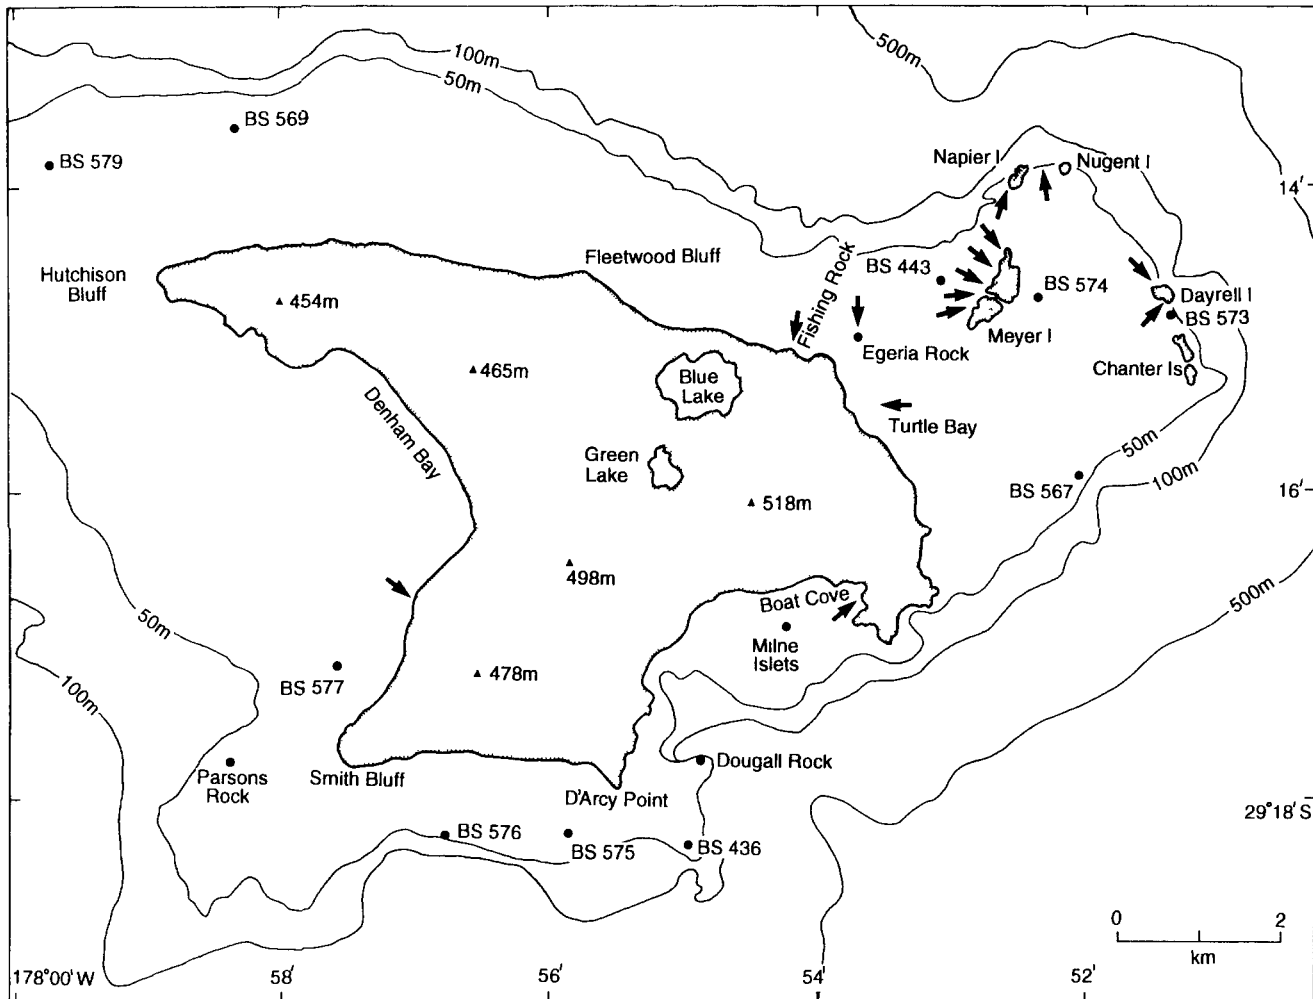 500m
100m
50m
BS 569
BS 579
Napier I
Nugent I
14'
Hutchison
Bluff
Fleetwood Bluff
Fishing Rock
BS 443
BS 574
Dayrell I
BS 573
454m
Meyer I
Egeria Rock
Chanter Is
465m
Blue
Lake
Denham Bay
Turtle Bay
50m
100m
Green
Lake
BS 567
16'
518m
498m
500m
Boat Cove
50m
Milne
Islets
100m
478m
BS 577
Parsons
Rock
Smith Bluff
Dougall Rock
D'Arcy Point
29°18'S
BS 576
BS 575
BS 436
0
2
km
178°00'W
58'
56'
54'
52'